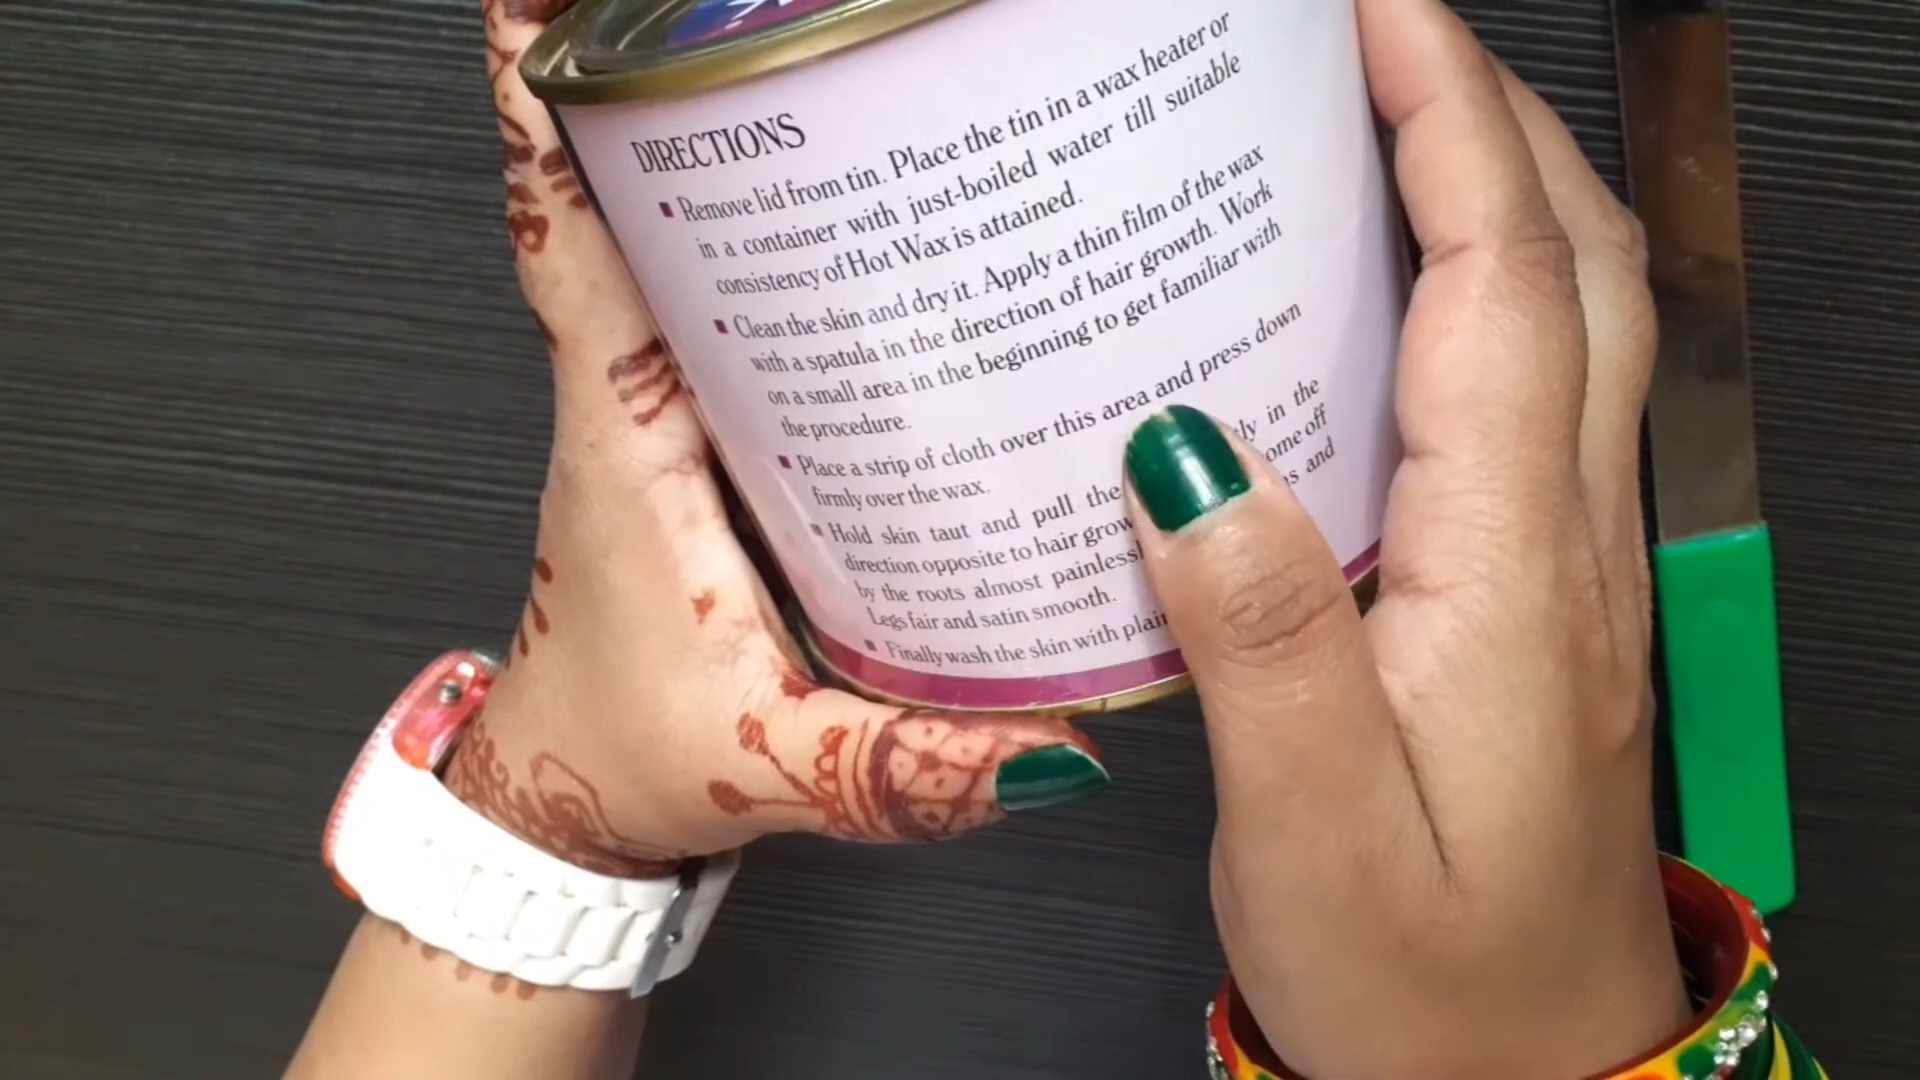 DIRECTIONS
Remove lid from tin. Place the tin in a wax heater or
in a container with just-boiled water till suitable
consistency of Hot Wax is attained.
Clean the skin and dry it. Apply a thin film of the wax
with a spatula in the direction of hair growth. Work
on a small area in the beginning to get familiar with
the procedure.
Place a strip of cloth over this area and press down
firmly over the wax.
Hold skin taut and pull the in the
direction opposite to hair off
by the roots almost and
Legs fair and satin smooth.
Finally wash the skin with plain